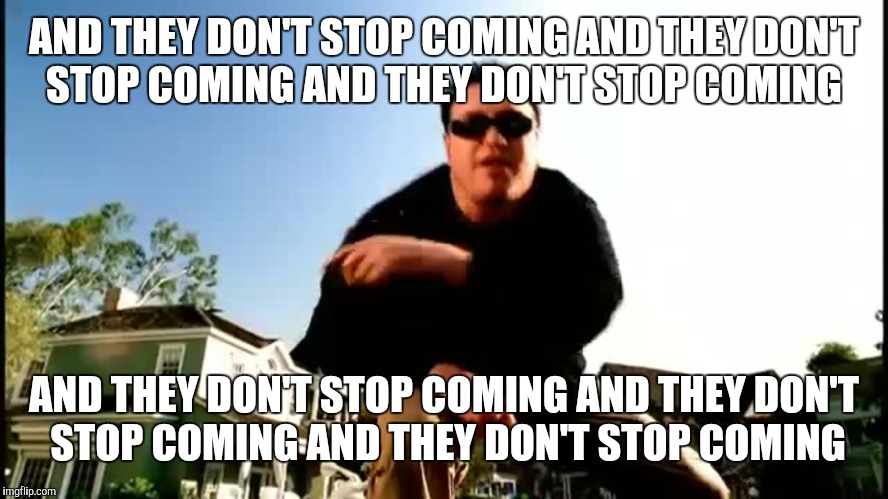 AND THEY DON'T STOP COMING AND THEY DON'T
STOP COMING AND THEY DON'T STOP COMING
AND THEY DON'T STOP COMING AND THEY DON'T
STOP COMING AND THEY DON'T STOP COMING
imgflip.com